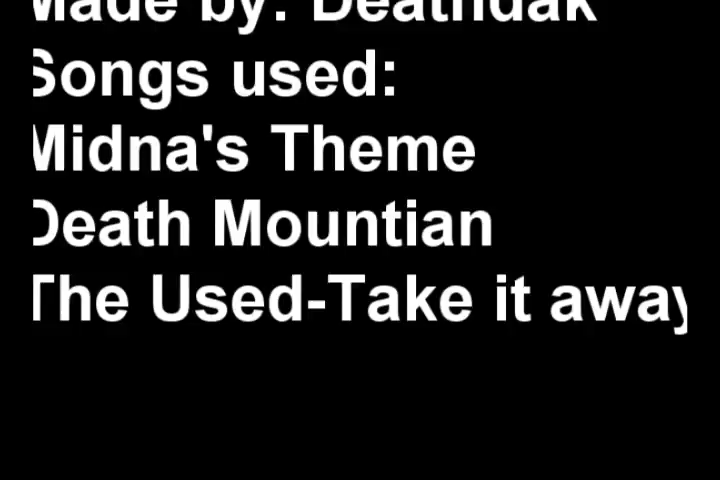 Made by: Deathdak
Songs used:
Midna's Theme
Death Mountian
The Used-Take it away